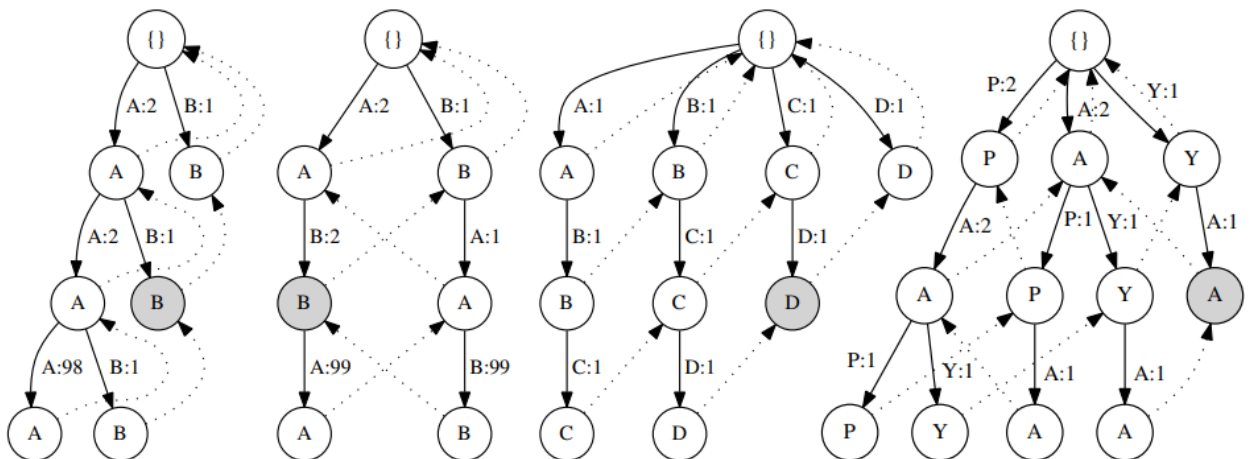 {} {} {} {}
A:2 B:1 A:2 B:1 A:1 B:1 C:1 D:1 P:2 A:2 Y:1
A B A B A B C D P A Y
A:2 B:1 B:2 A:1 B:1 C:1 D:1 A:2 P:1 Y:1 A:1
A B B A B C D A P Y A
A:98 B:1 A:99 B:99 C:1 D:1 P:1 Y:1 A:1 A:1
A B A B C D P Y A A